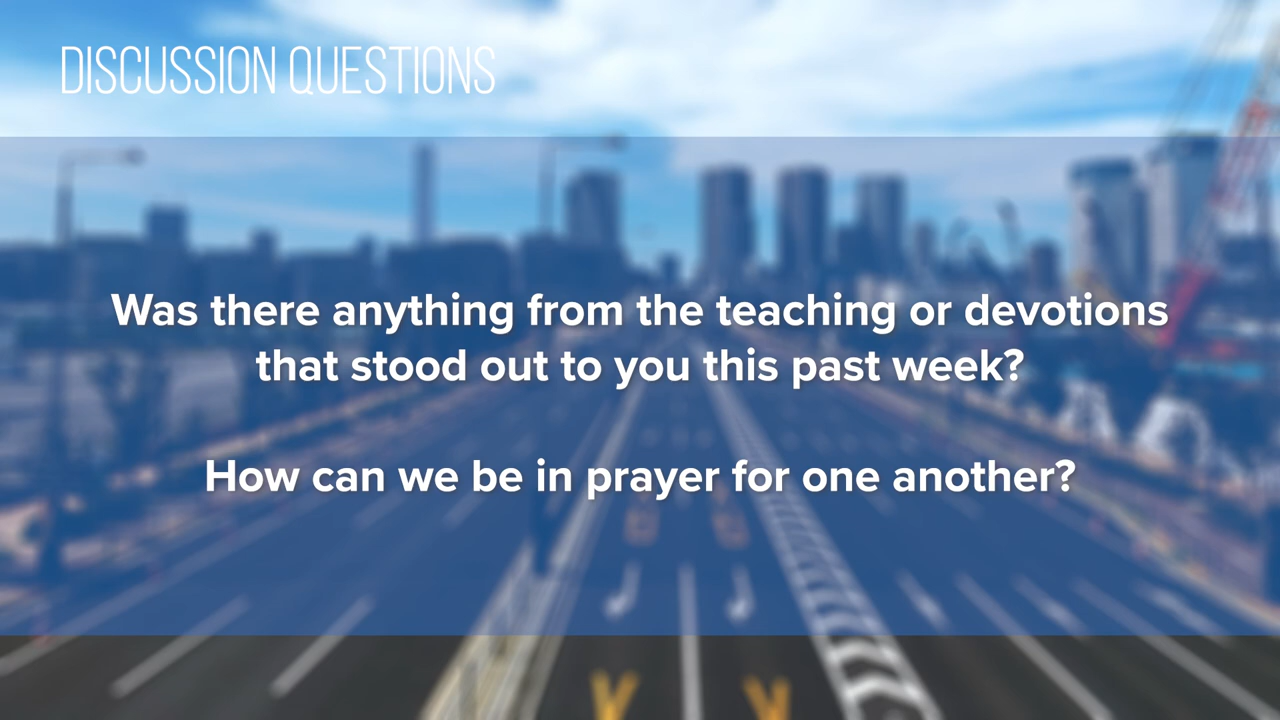 DISCUSSION QUESTIONS
Was there anything from the teaching or devotions
that stood out to you this past week?
How can we be in prayer for one another?